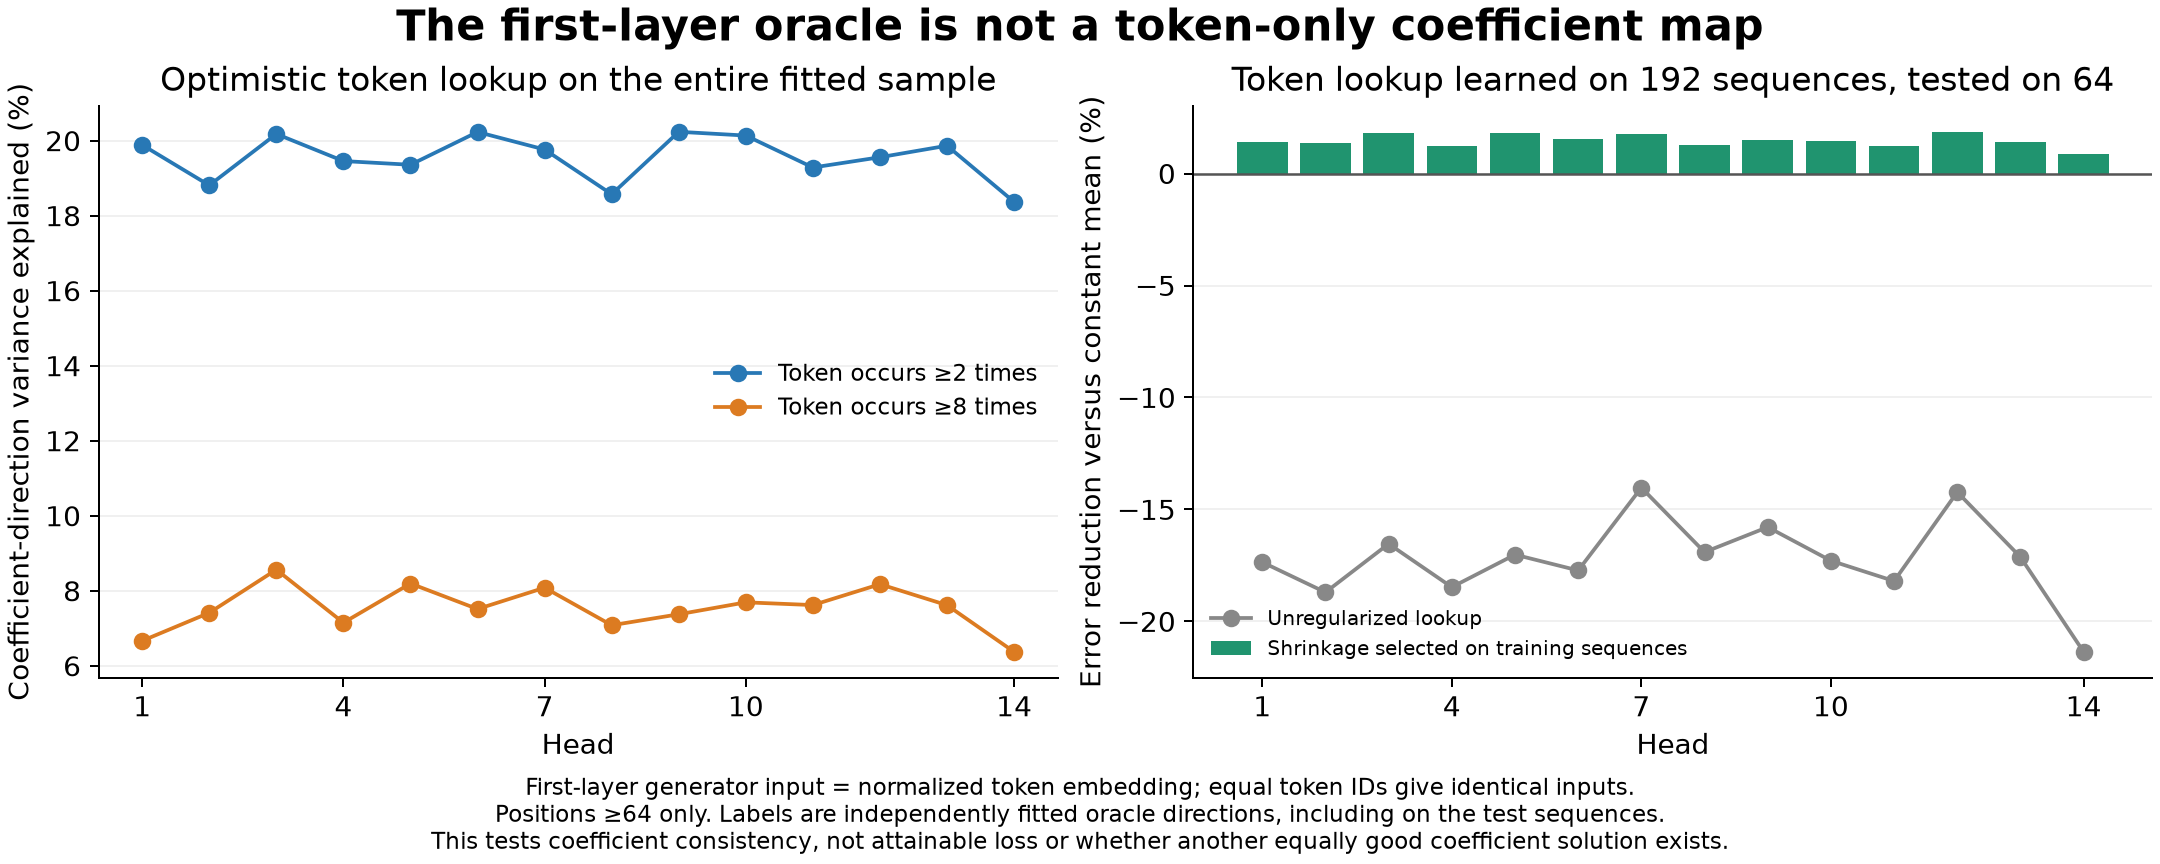 The first-layer oracle is not a token-only coefficient map
Optimistic token lookup on the entire fitted sample
Coefficient-direction variance explained (%)
20
18
16
14
12
10
8
6
Token occurs ≥2 times
Token occurs ≥8 times
1
4
7
10
14
Head
Token lookup learned on 192 sequences, tested on 64
Error reduction versus constant mean (%)
0
−5
−10
−15
−20
Unregularized lookup
Shrinkage selected on training sequences
1
4
7
10
14
Head
First-layer generator input = normalized token embedding; equal token IDs give identical inputs.
Positions ≥64 only. Labels are independently fitted oracle directions, including on the test sequences.
This tests coefficient consistency, not attainable loss or whether another equally good coefficient solution exists.